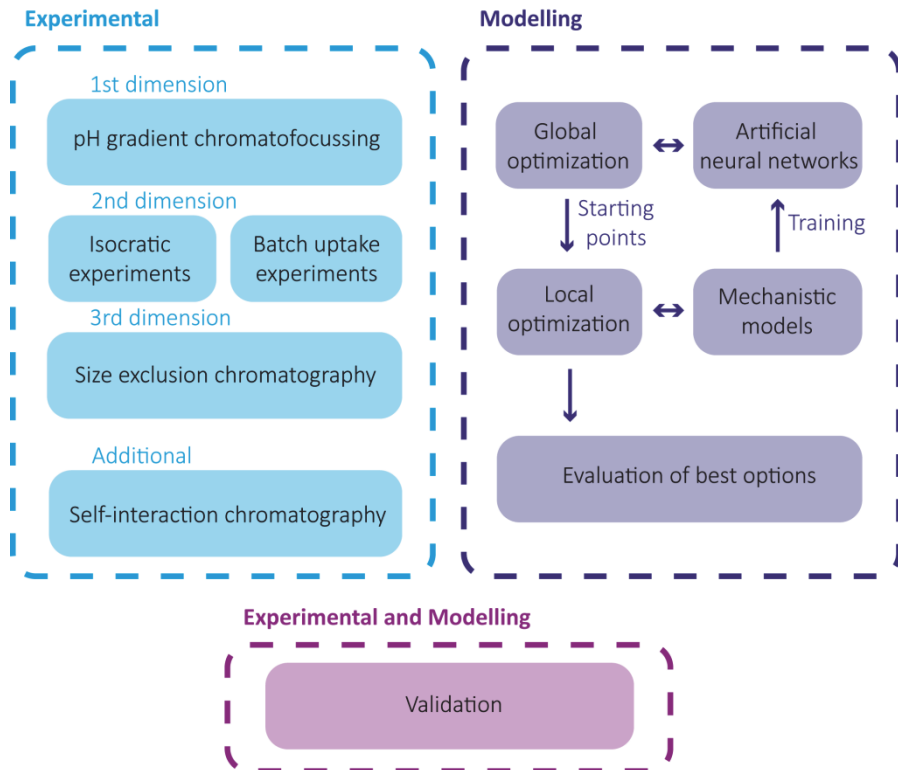 Experimental
1st dimension
pH gradient chromatofocussing
2nd dimension
Isocratic
experiments
Batch uptake
experiments
3rd dimension
Size exclusion chromatography
Additional
Self-interaction chromatography
Modelling
Global
optimization
Artificial
neural networks
Starting
points
Training
Local
optimization
Mechanistic
models
Evaluation of best options
Experimental and Modelling
Validation